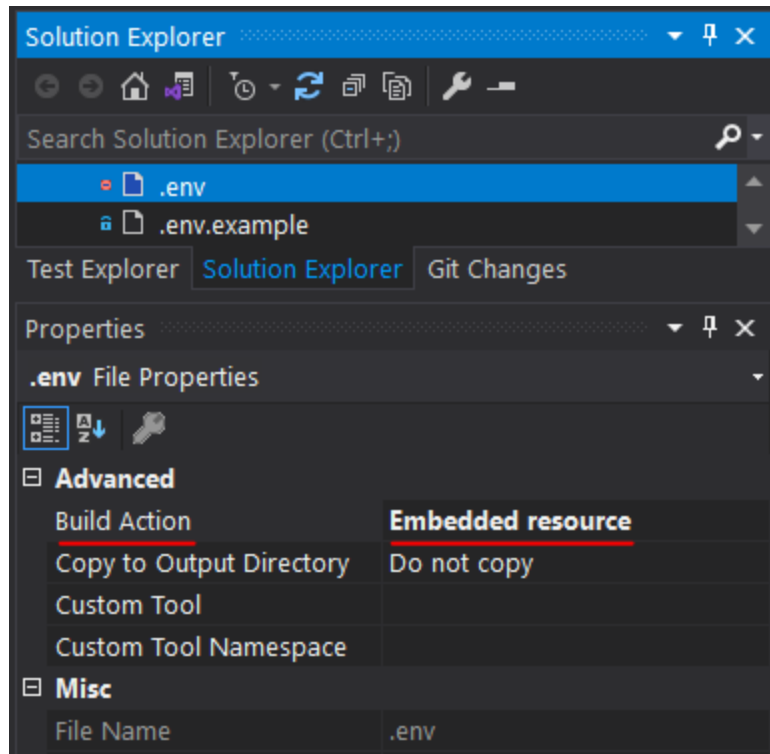 Solution Explorer
Search Solution Explorer (Ctrl+;)
.env
.env.example
Test Explorer Solution Explorer Git Changes
Properties
.env File Properties
Advanced
Build Action Embedded resource
Copy to Output Directory Do not copy
Custom Tool
Custom Tool Namespace
Misc
File Name .env